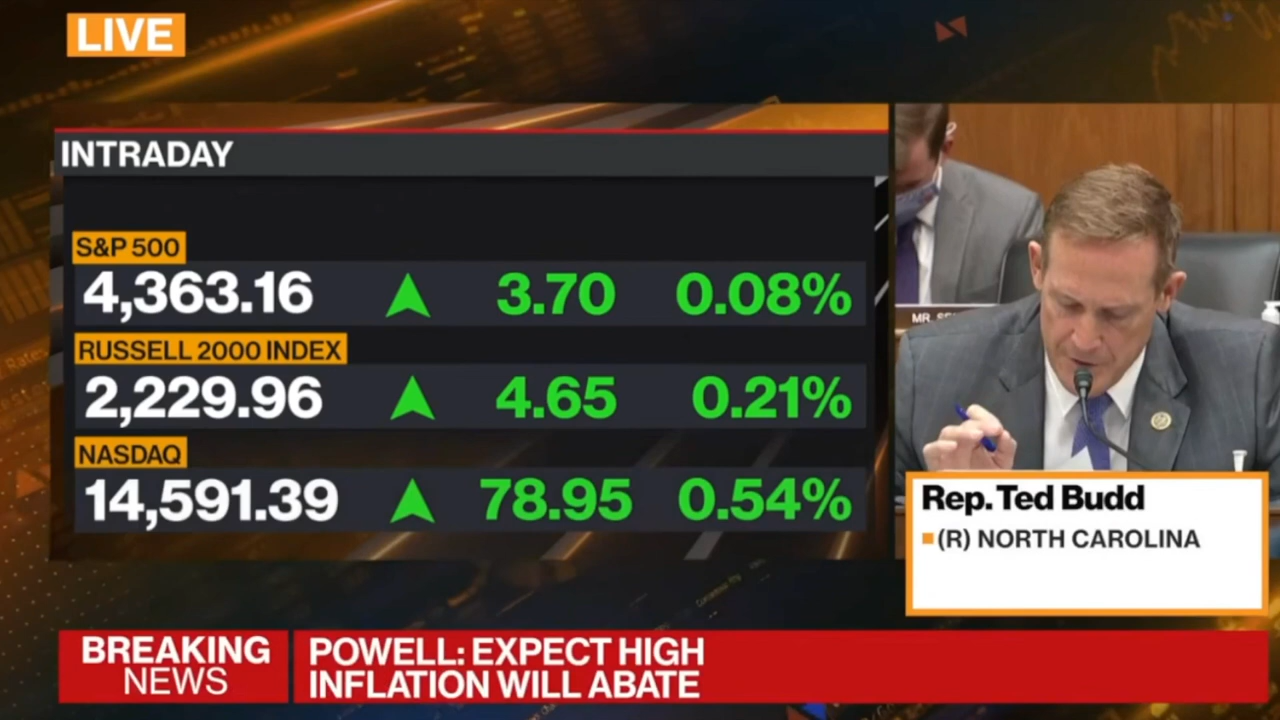 LIVE
INTRADAY
S&P 500
4,363.16 3.70 0.08%
RUSSELL 2000 INDEX
2,229.96 4.65 0.21%
NASDAQ
14,591.39 78.95 0.54%
MR.
Rep. Ted Budd
(R) NORTH CAROLINA
BREAKING
NEWS
POWELL: EXPECT HIGH
INFLATION WILL ABATE